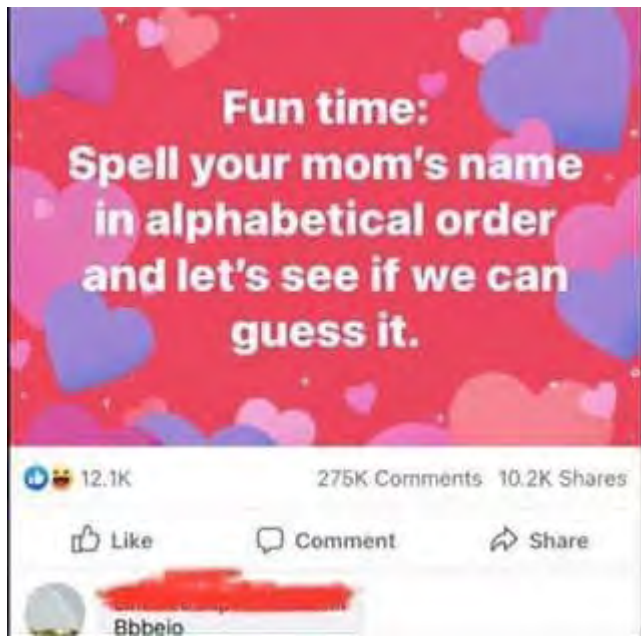 Fun time:
Spell your mom's name
in alphabetical order
and let's see if we can
guess it.
12.1K 275K Comments 10.2K Shares
Like Comment Share
Bbbeio